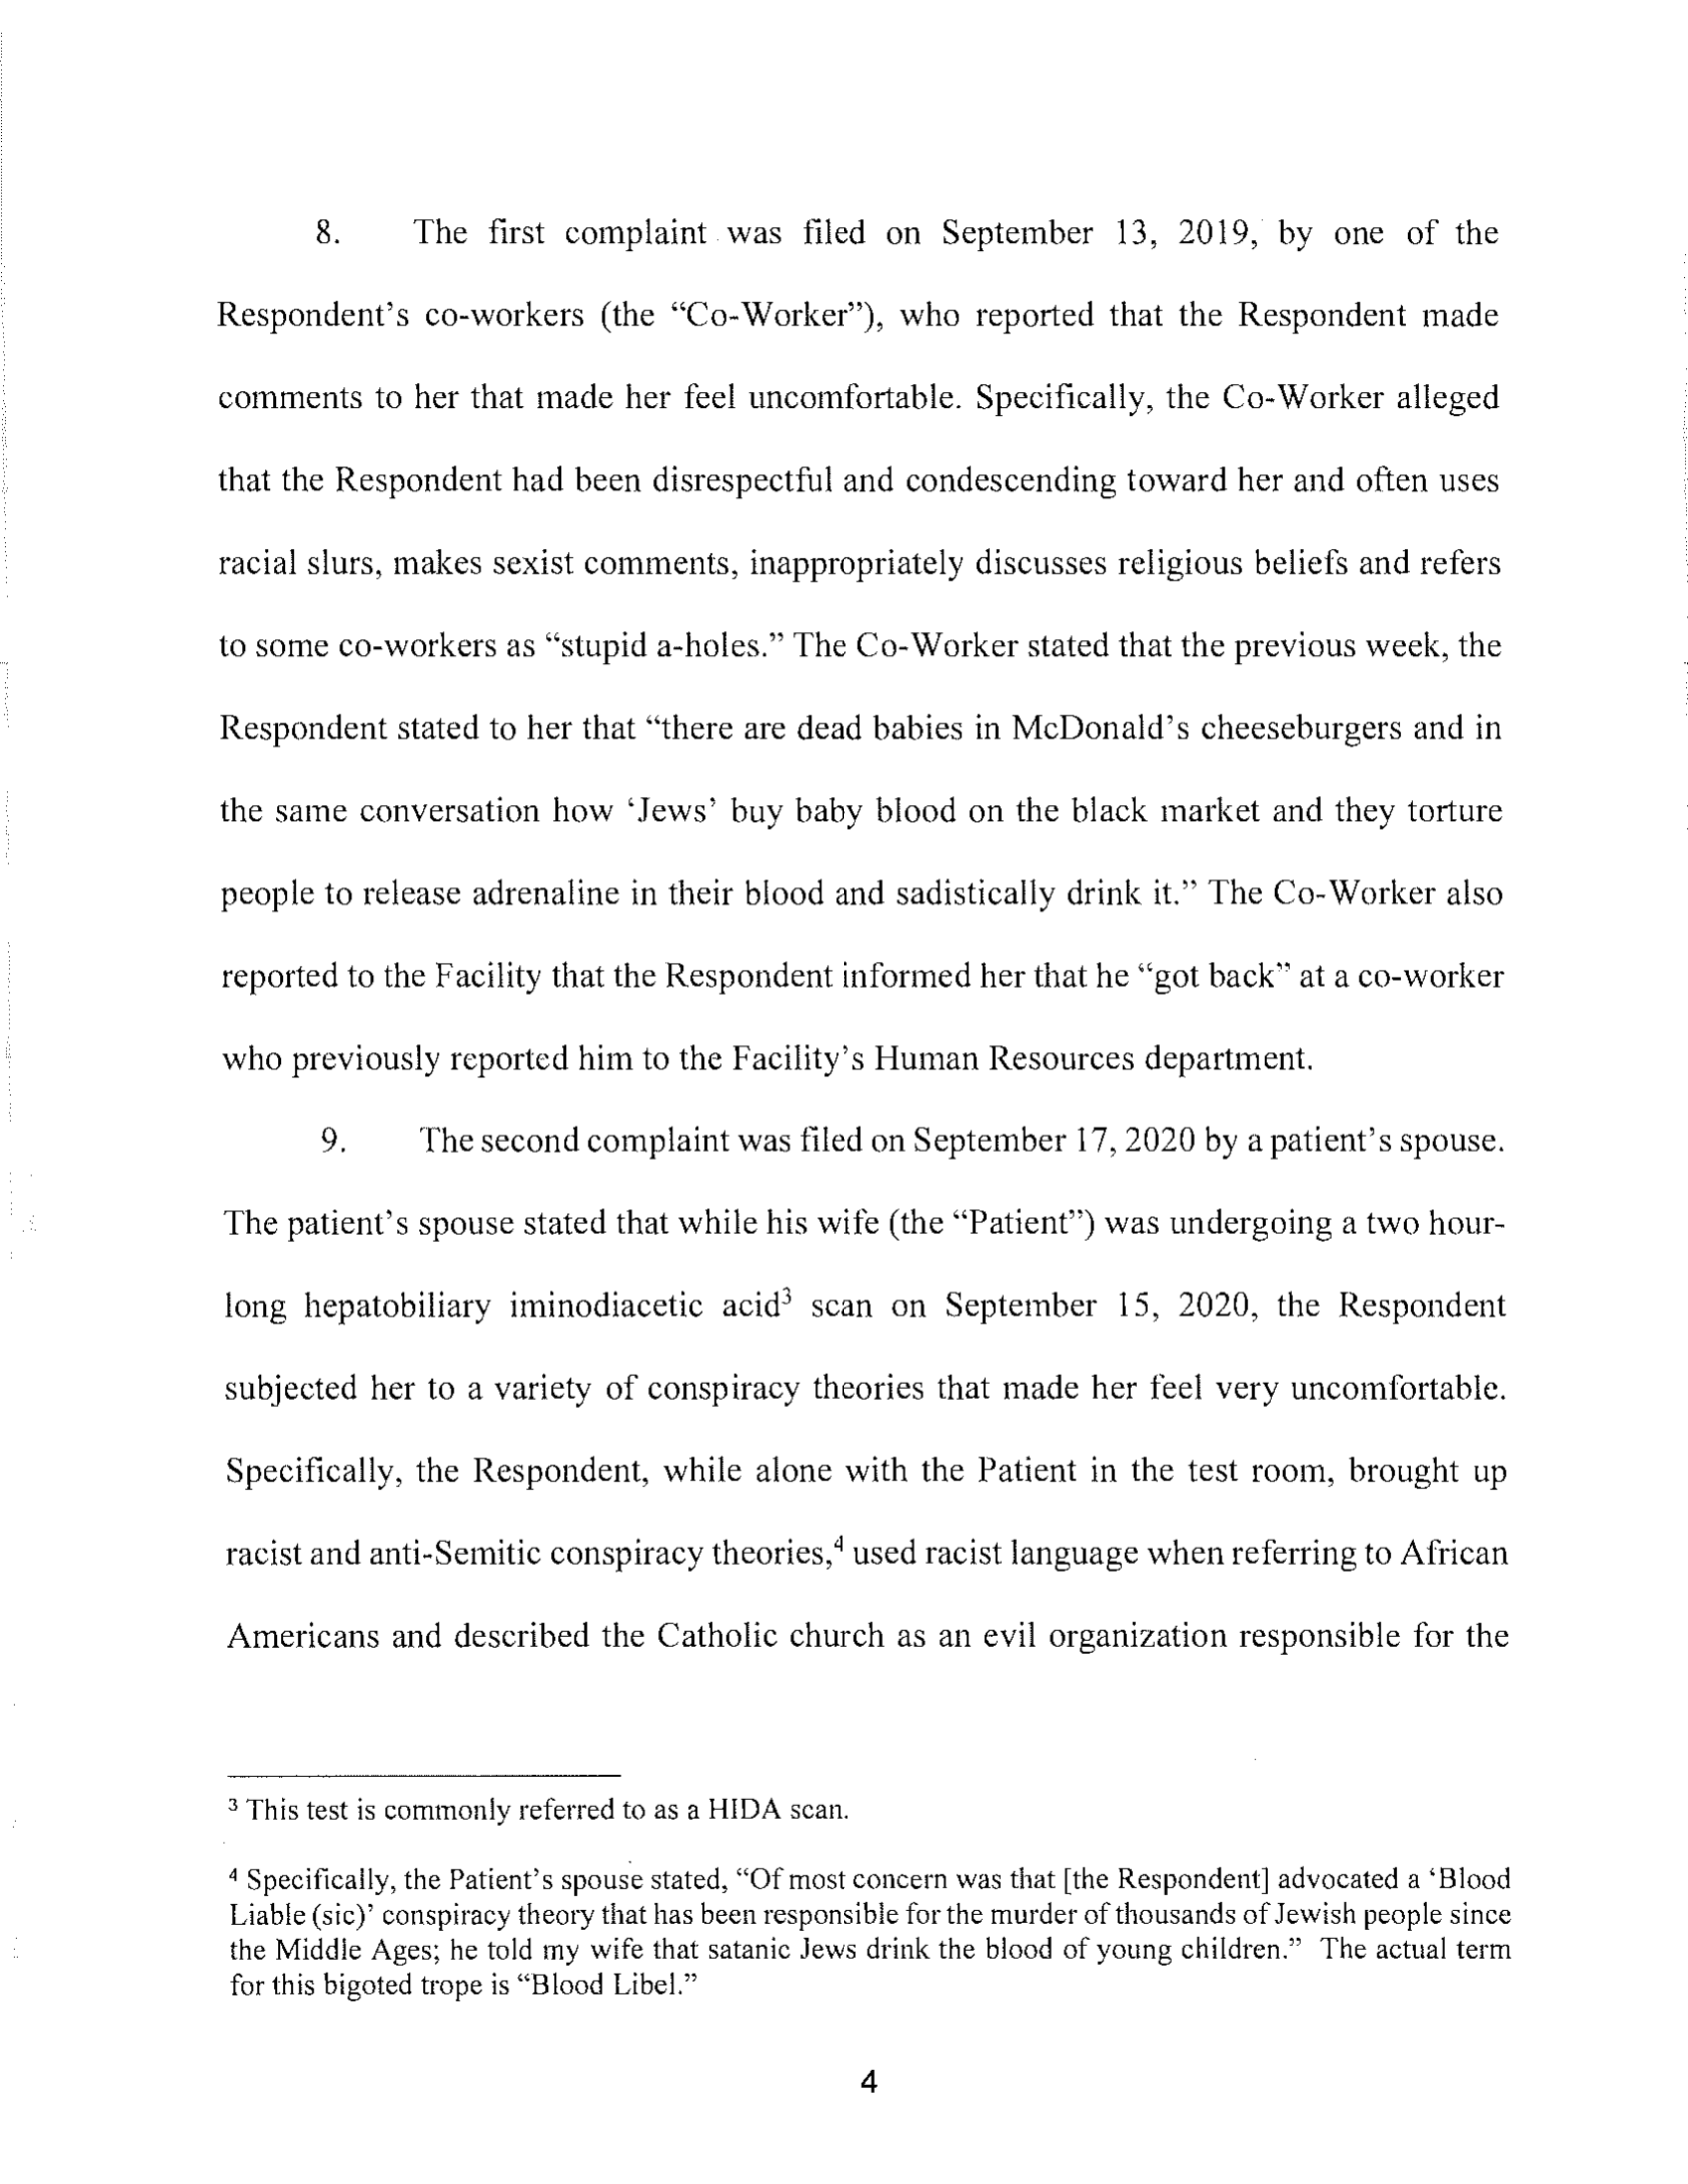 8. The first complaint was filed on September 13, 2019, by one of the
Respondent's co-workers (the “Co-Worker”), who reported that the Respondent made
comments to her that made her feel uncomfortable. Specifically, the Co-Worker alleged
that the Respondent had been disrespectful and condescending toward her and often uses
racial slurs, makes sexist comments, inappropriately discusses religious beliefs and refers
to some co-workers as “stupid a-holes.” The Co-Worker stated that the previous week, the
Respondent stated to her that “there are dead babies in McDonald’s cheeseburgers and in
the same conversation how ‘Jews’ buy baby blood on the black market and they torture
people to release adrenaline in their blood and sadistically drink it.” The Co-Worker also
reported to the Facility that the Respondent informed her that he “got back” at a co-worker
who previously reported him to the Facility’s Human Resources department.
9. The second complaint was filed on September 17, 2020 by a patient’s spouse.
The patient’s spouse stated that while his wife (the “Patient”) was undergoing a two hour-
long hepatobiliary iminodiacetic acid³ scan on September 15, 2020, the Respondent
subjected her to a variety of conspiracy theories that made her feel very uncomfortable.
Specifically, the Respondent, while alone with the Patient in the test room, brought up
racist and anti-Semitic conspiracy theories,⁴ used racist language when referring to African
Americans and described the Catholic church as an evil organization responsible for the
³ This test is commonly referred to as a HIDA scan.
⁴ Specifically, the Patient’s spouse stated, “Of most concern was that [the Respondent] advocated a ‘Blood
Liable (sic)’ conspiracy theory that has been responsible for the murder of thousands of Jewish people since
the Middle Ages; he told my wife that satanic Jews drink the blood of young children.” The actual term
for this bigoted trope is “Blood Libel.”
4